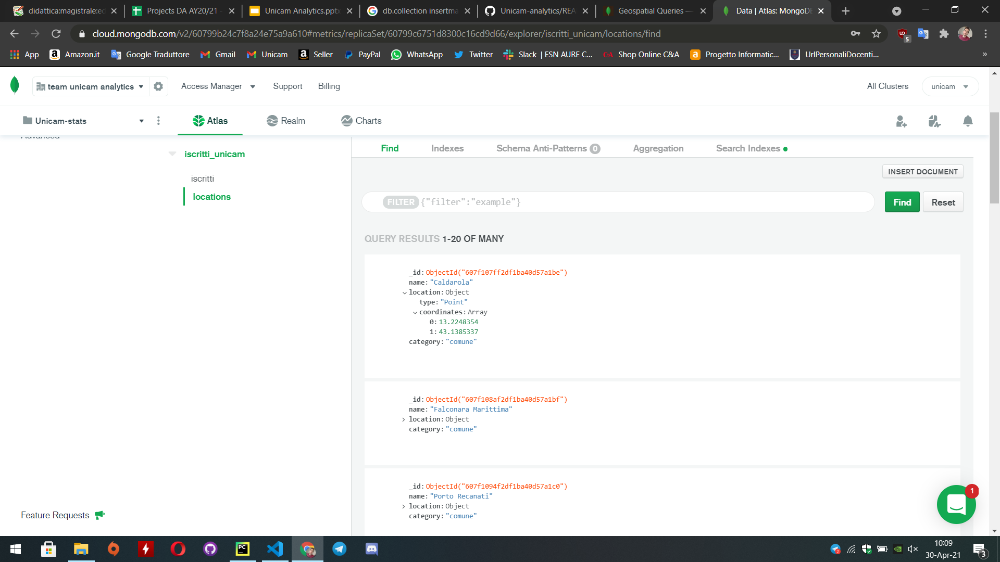 didattica:magistrale:ed
Projects DA AY20/21 -
Unicam Analytics.pptx
db.collection insertma
Unicam-analytics/REA
Geospatial Queries —
Data | Atlas: MongoDB
cloud.mongodb.com/v2/60799b24c7f8a24e75a9a610#metrics/replicaSet/60799c6751d8300c16cd9d66/explorer/iscritti_unicam/locations/find
5
App
Amazon.it
Google Traduttore
Gmail
Unicam
Seller
PayPal
WhatsApp
Twitter
Slack | ESN AURE C...
Shop Online C&A
Progetto Informatic...
UrlPersonaliDocenti...
»
team unicam analytics
Access Manager
Support
Billing
All Clusters
unicam
Unicam-stats
Atlas
Realm
Charts
Advanced
iscritti_unicam
iscritti
locations
Feature Requests
Find
Indexes
Schema Anti-Patterns 0
Aggregation
Search Indexes
INSERT DOCUMENT
FILTER {"filter":"example"}
Find
Reset
QUERY RESULTS 1-20 OF MANY
_id: ObjectId("607f107ff2df1ba40d57a1be")
name: "Caldarola"
location: Object
type: "Point"
coordinates: Array
0: 13.2248354
1: 43.1385337
category: "comune"
_id: ObjectId("607f108af2df1ba40d57a1bf")
name: "Falconara Marittima"
location: Object
category: "comune"
_id: ObjectId("607f1094f2df1ba40d57a1c0")
name: "Porto Recanati"
location: Object
category: "comune"
1
PC
10:09
30-Apr-21
3